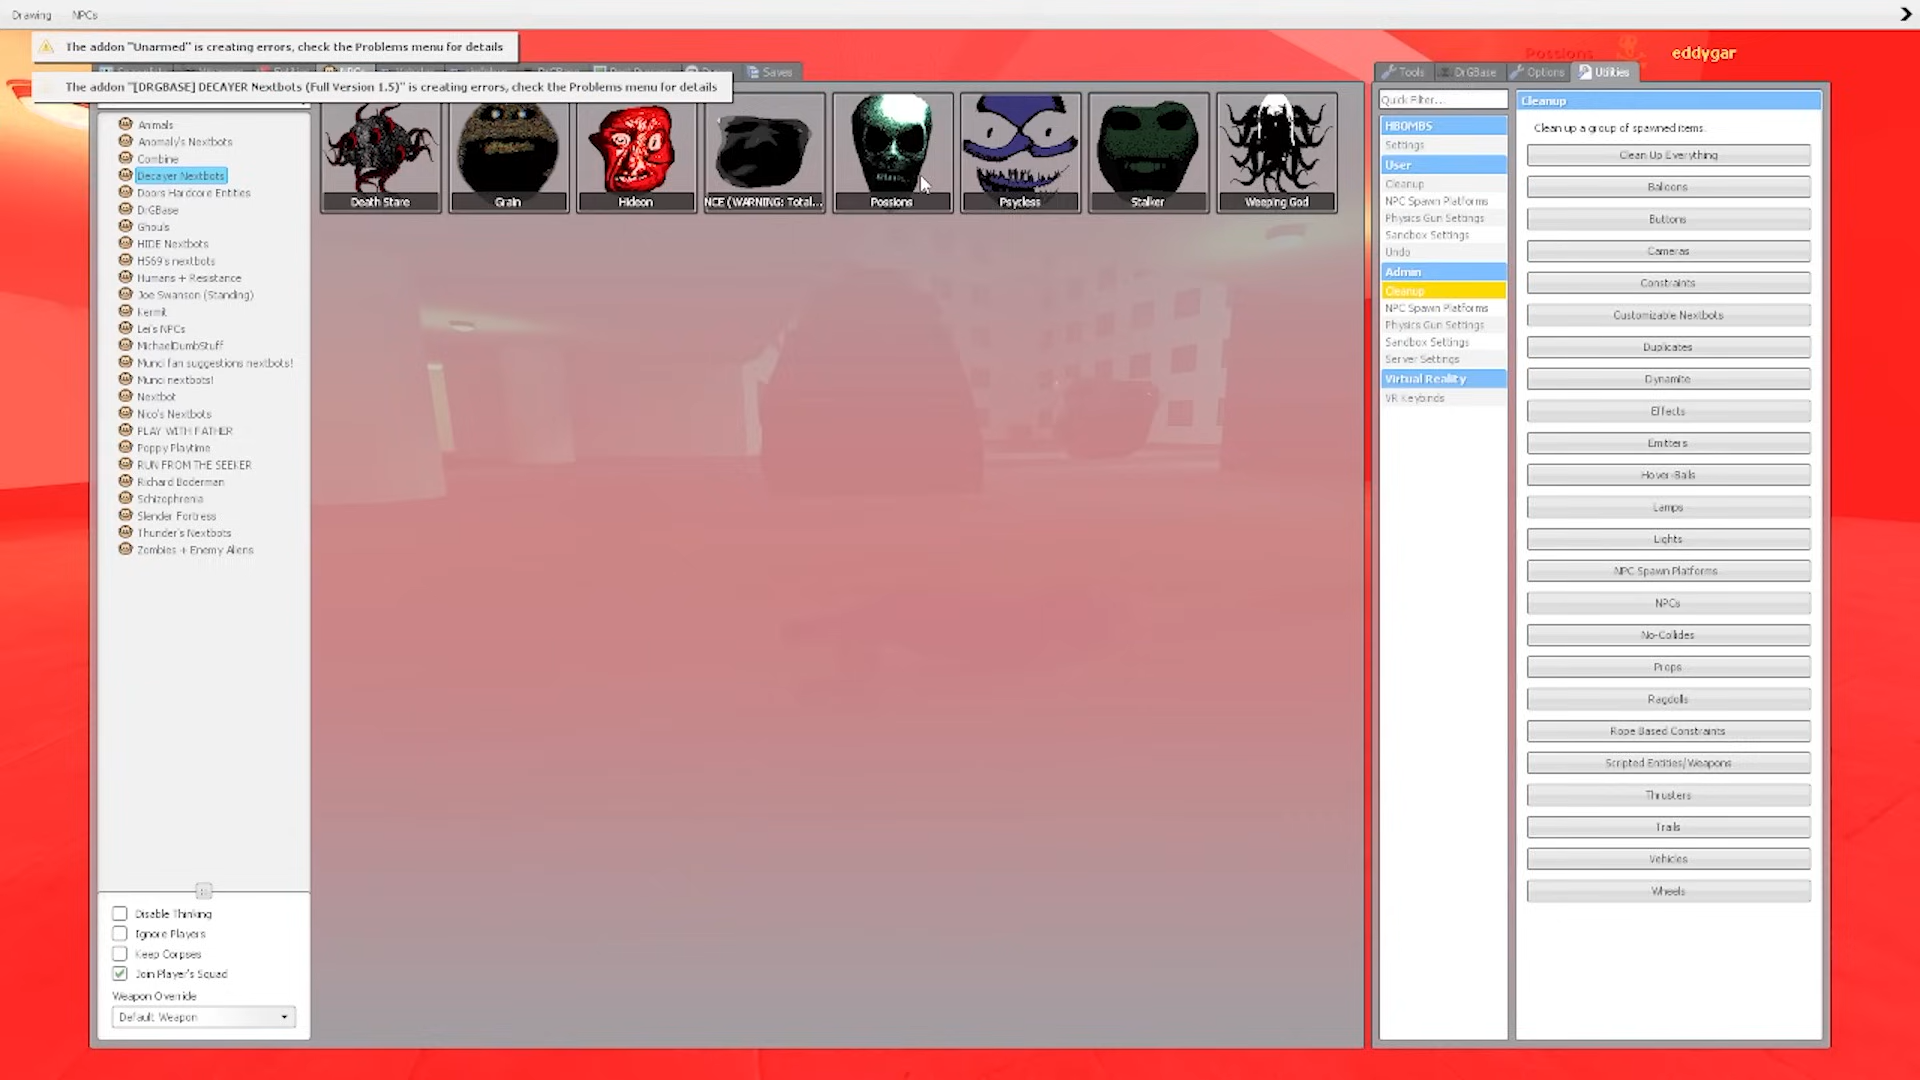 Drawing NPCs
The addon "Unarmed" is creating errors, check the Problems menu for details
Possions
eddygar
Saves
Tools DrGBase Options Utilities
The addon "[DRGBASE] DECAYER Nextbots (Full Version 1.5)" is creating errors, check the Problems menu for details
Animals
Anomaly's Nextbots
Combine
Decayer Nextbots
Doors Hardcore Entities
DrGBase
Ghouls
HIDE Nextbots
HS69's nextbots
Humans + Resistance
Joe Swanson (Standing)
Kermit
Lei's NPCs
MichaelDumbStuff
Munci fan suggestions nextbots!
Munci nextbots!
Nextbot
Nico's Nextbots
PLAY WITH FATHER
Poppy Playtime
RUN FROM THE SEEKER
Richard Boderman
Schizophrenia
Slender Fortress
Thunder's Nextbots
Zombies + Enemy Aliens
Disable Thinking
Ignore Players
Keep Corpses
Join Player's Squad
Weapon Override
Default Weapon
Death Stare
Grain
Hideon
NCE (WARNING: Total...
Possions
Psycless
Stalker
Weeping God
Quick Filter...
HBOMBS
Settings
User
Cleanup
NPC Spawn Platforms
Physics Gun Settings
Sandbox Settings
Undo
Admin
Cleanup
NPC Spawn Platforms
Physics Gun Settings
Sandbox Settings
Server Settings
Virtual Reality
VR Keybinds
Cleanup
Clean up a group of spawned items.
Clean Up Everything
Balloons
Buttons
Cameras
Constraints
Customizable Nextbots
Duplicates
Dynamite
Effects
Emitters
Hover-Balls
Lamps
Lights
NPC Spawn Platforms
NPCs
No-Collides
Props
Ragdolls
Rope Based Constraints
Scripted Entities/Weapons
Thrusters
Trails
Vehicles
Wheels